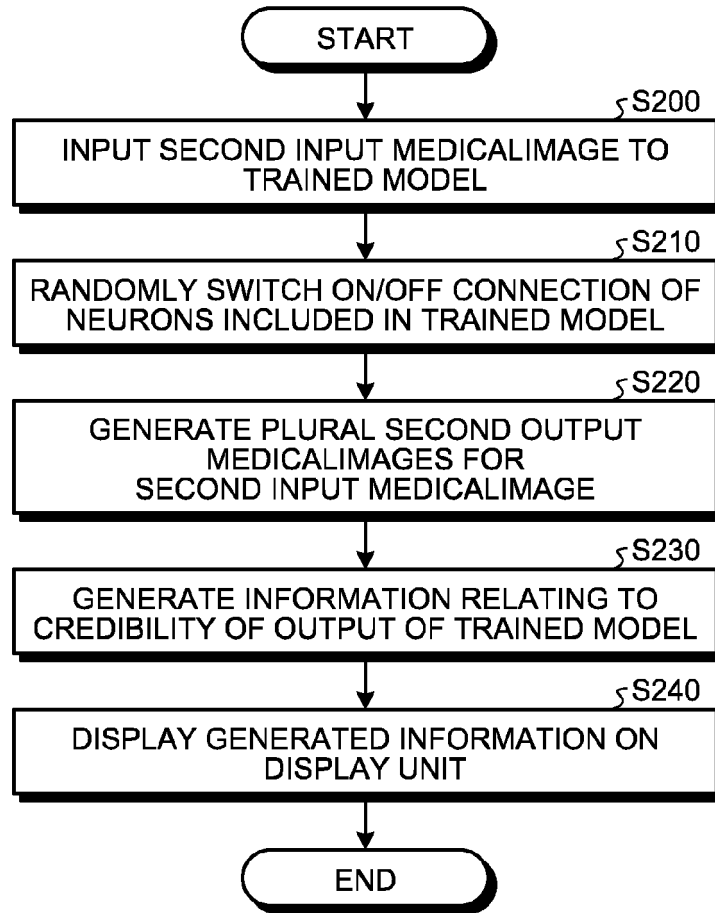 START
S200
INPUT SECOND INPUT MEDICALIMAGE TO
TRAINED MODEL
S210
RANDOMLY SWITCH ON/OFF CONNECTION OF
NEURONS INCLUDED IN TRAINED MODEL
S220
GENERATE PLURAL SECOND OUTPUT
MEDICALIMAGES FOR
SECOND INPUT MEDICALIMAGE
S230
GENERATE INFORMATION RELATING TO
CREDIBILITY OF OUTPUT OF TRAINED MODEL
S240
DISPLAY GENERATED INFORMATION ON
DISPLAY UNIT
END